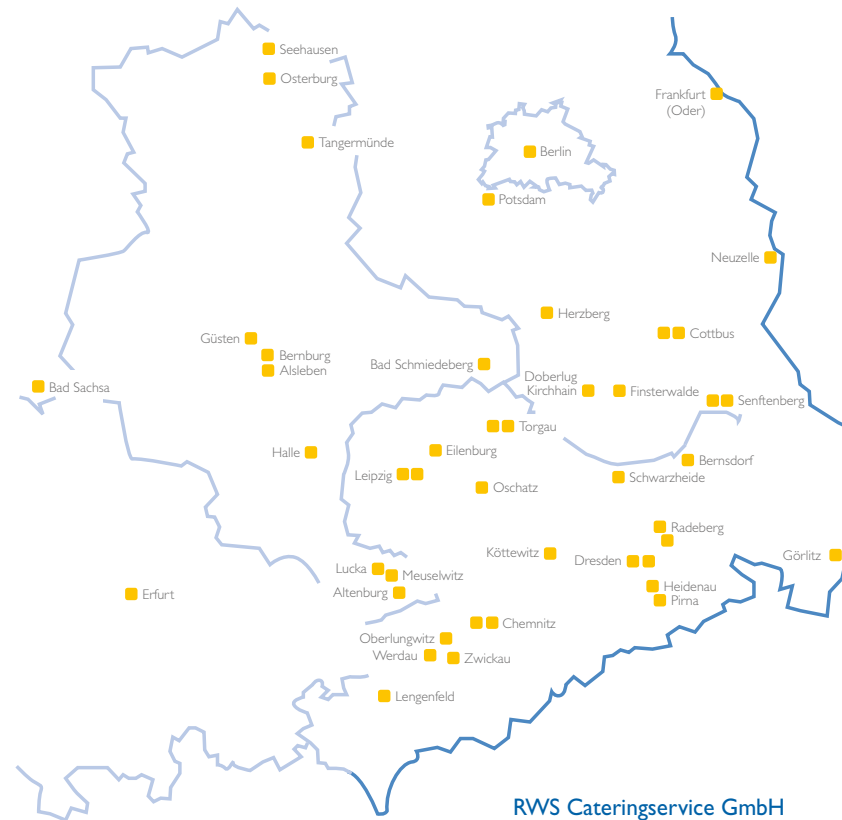 Seehausen
Osterburg
Frankfurt
(Oder)
Tangermünde
Berlin
Potsdam
Neuzelle
Herzberg
Cottbus
Güsten
Bernburg
Alsleben
Bad Schmiedeberg
Bad Sachsa
Doberlug
Kirchhain
Finsterwalde
Senftenberg
Torgau
Halle
Eilenburg
Bernsdorf
Leipzig
Schwarzheide
Oschatz
Radeberg
Köttewitz
Dresden
Görlitz
Lucka
Meuselwitz
Heidenau
Altenburg
Erfurt
Pirna
Chemnitz
Oberlungwitz
Werdau
Zwickau
Lengenfeld
RWS Cateringservice GmbH